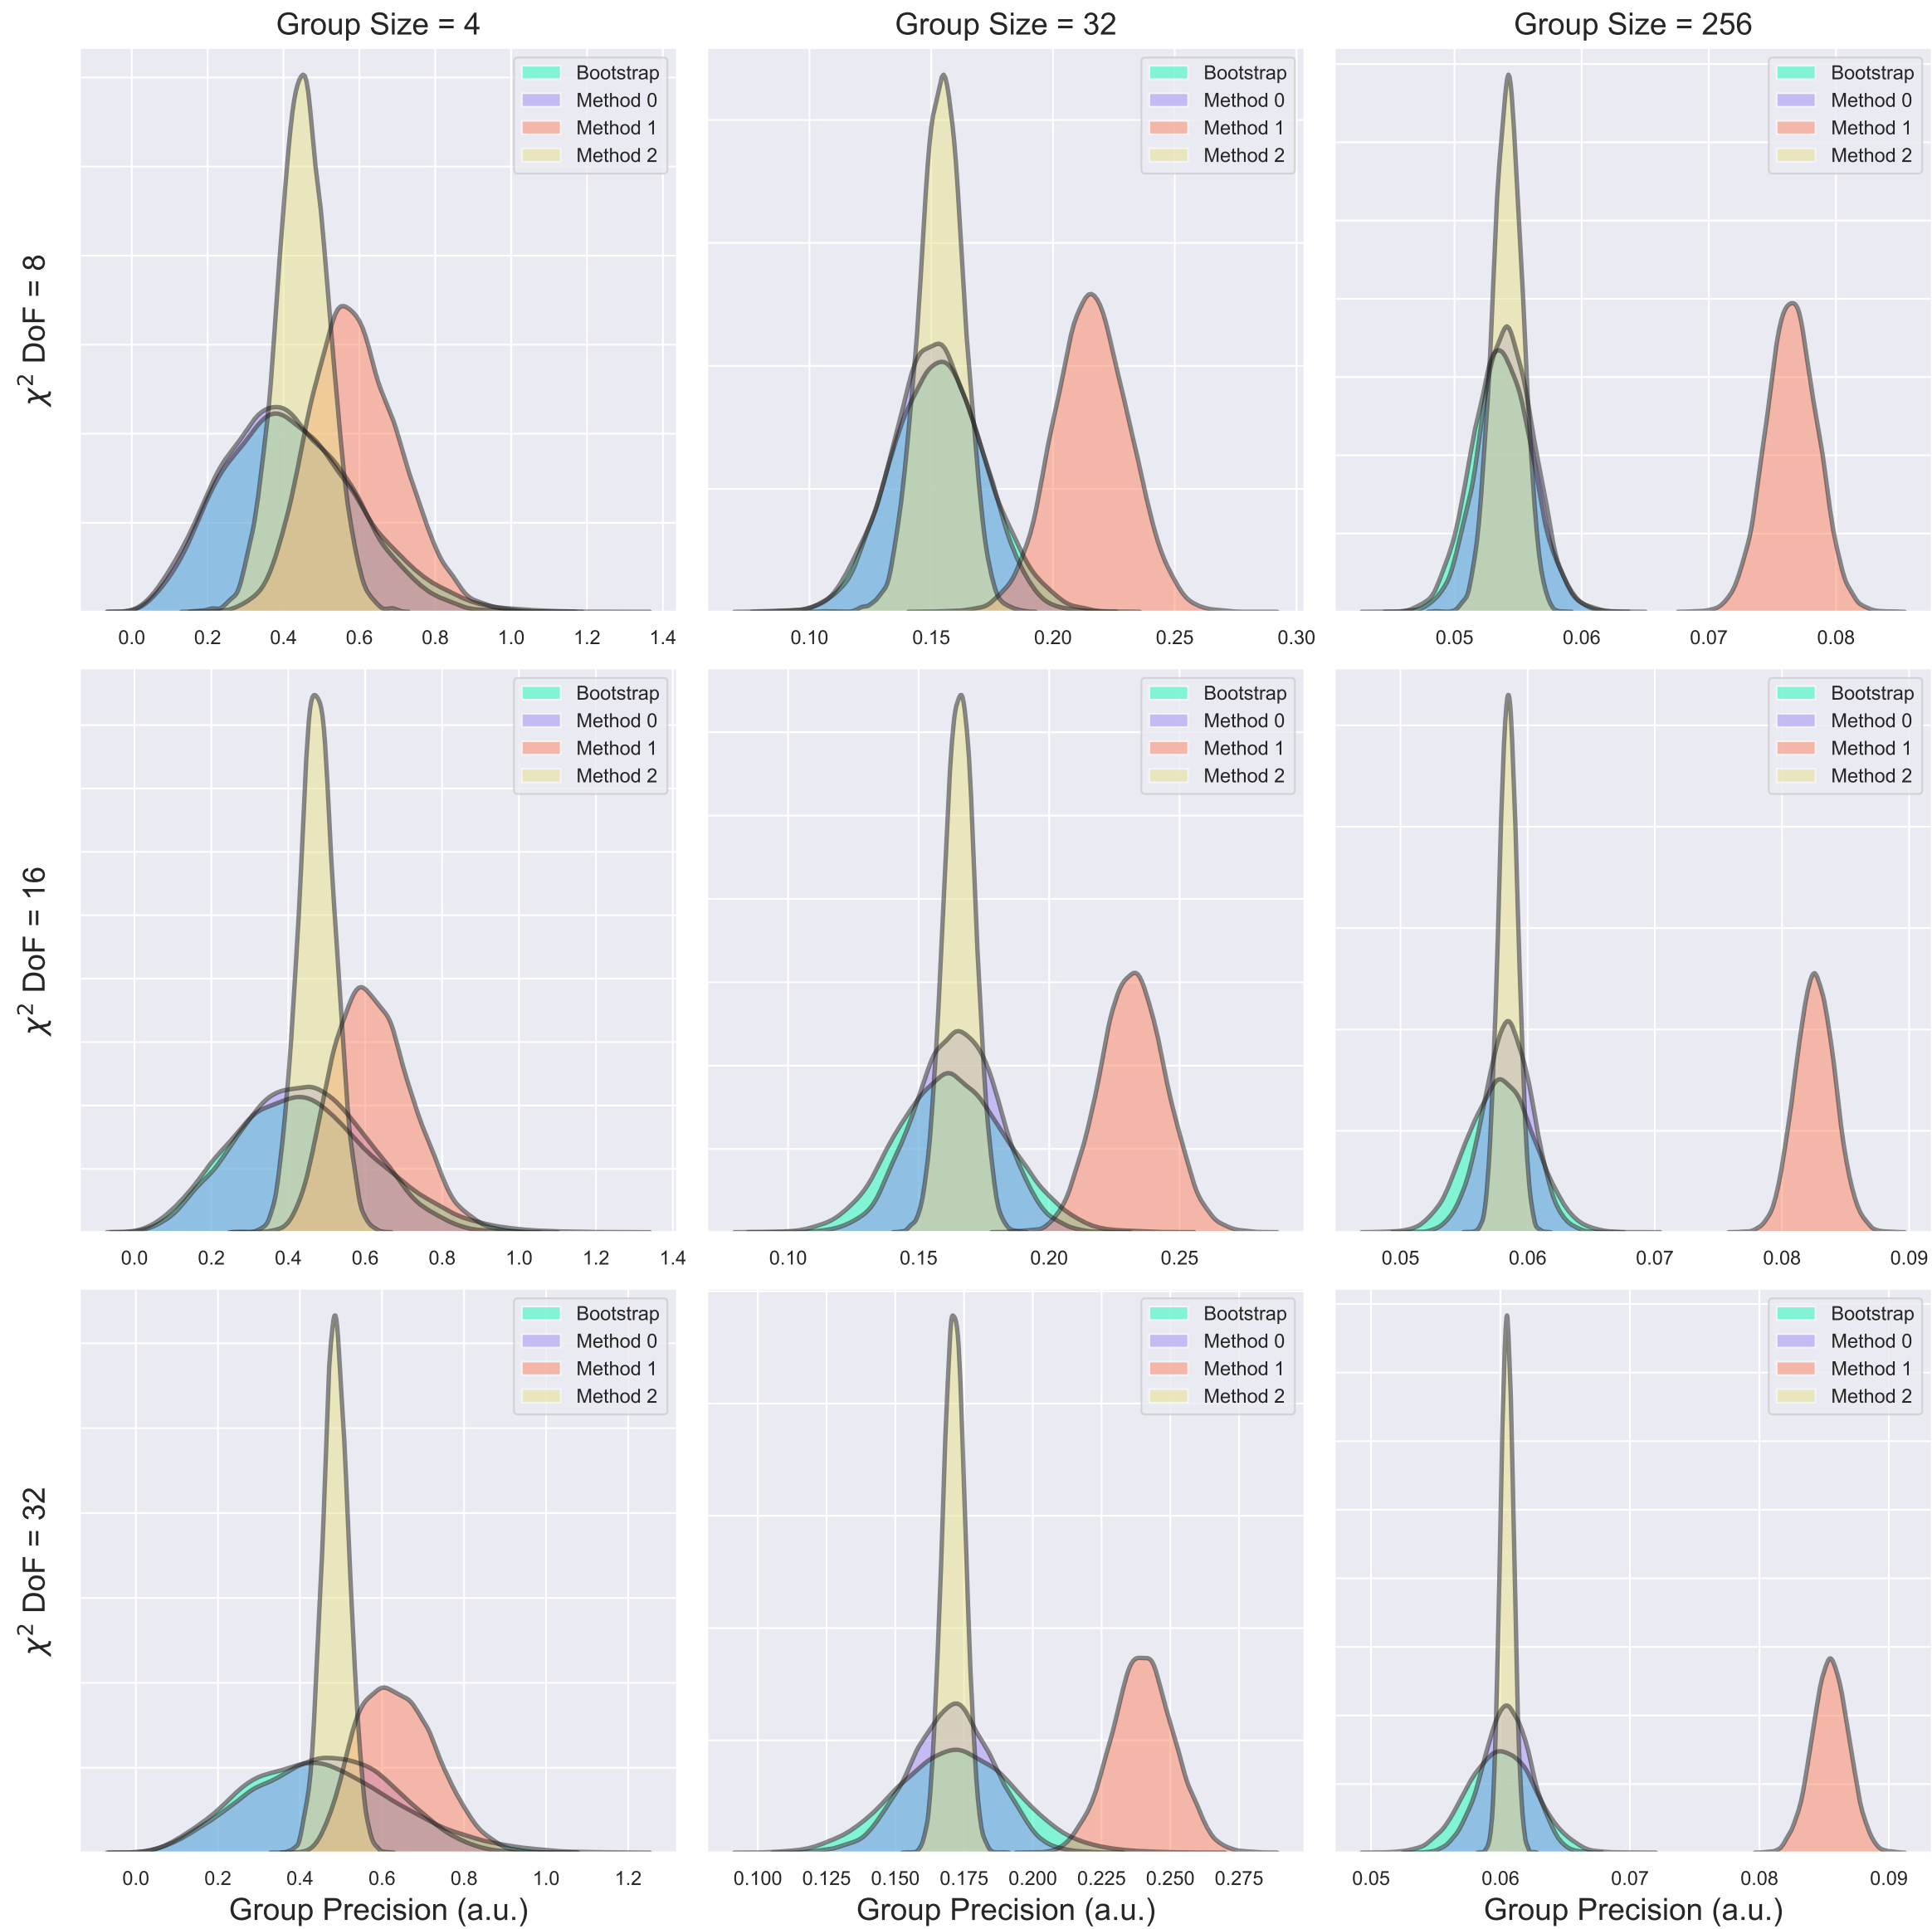 Group Size = 4
Group Size = 32
Group Size = 256
χ² DoF = 8
Bootstrap
Method 0
Method 1
Method 2
0.0 0.2 0.4 0.6 0.8 1.0 1.2 1.4
Bootstrap
Method 0
Method 1
Method 2
0.10 0.15 0.20 0.25 0.30
Bootstrap
Method 0
Method 1
Method 2
0.05 0.06 0.07 0.08
χ² DoF = 16
Bootstrap
Method 0
Method 1
Method 2
0.0 0.2 0.4 0.6 0.8 1.0 1.2 1.4
Bootstrap
Method 0
Method 1
Method 2
0.10 0.15 0.20 0.25
Bootstrap
Method 0
Method 1
Method 2
0.05 0.06 0.07 0.08 0.09
χ² DoF = 32
Bootstrap
Method 0
Method 1
Method 2
0.0 0.2 0.4 0.6 0.8 1.0 1.2
Group Precision (a.u.)
Bootstrap
Method 0
Method 1
Method 2
0.100 0.125 0.150 0.175 0.200 0.225 0.250 0.275
Group Precision (a.u.)
Bootstrap
Method 0
Method 1
Method 2
0.05 0.06 0.07 0.08 0.09
Group Precision (a.u.)